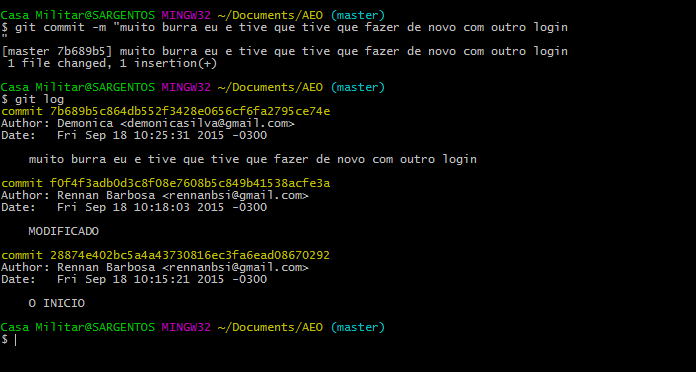 Casa Militar@SARGENTOS MINGW32 ~/Documents/AEO (master)
$ git commit -m "muito burra eu e tive que tive que fazer de novo com outro login
"
[master 7b689b5] muito burra eu e tive que tive que fazer de novo com outro login
 1 file changed, 1 insertion(+)
Casa Militar@SARGENTOS MINGW32 ~/Documents/AEO (master)
$ git log
commit 7b689b5c864db552f3428e0656cf6fa2795ce74e
Author: Demonica <demonicasilva@gmail.com>
Date:   Fri Sep 18 10:25:31 2015 -0300
    muito burra eu e tive que tive que fazer de novo com outro login
commit f0f4f3adb0d3c8f08e7608b5c849b41538acfe3a
Author: Rennan Barbosa <rennanbsi@gmail.com>
Date:   Fri Sep 18 10:18:03 2015 -0300
    MODIFICADO
commit 28874e402bc5a4a43730816ec3fa6ead08670292
Author: Rennan Barbosa <rennanbsi@gmail.com>
Date:   Fri Sep 18 10:15:21 2015 -0300
    O INICIO
Casa Militar@SARGENTOS MINGW32 ~/Documents/AEO (master)
$